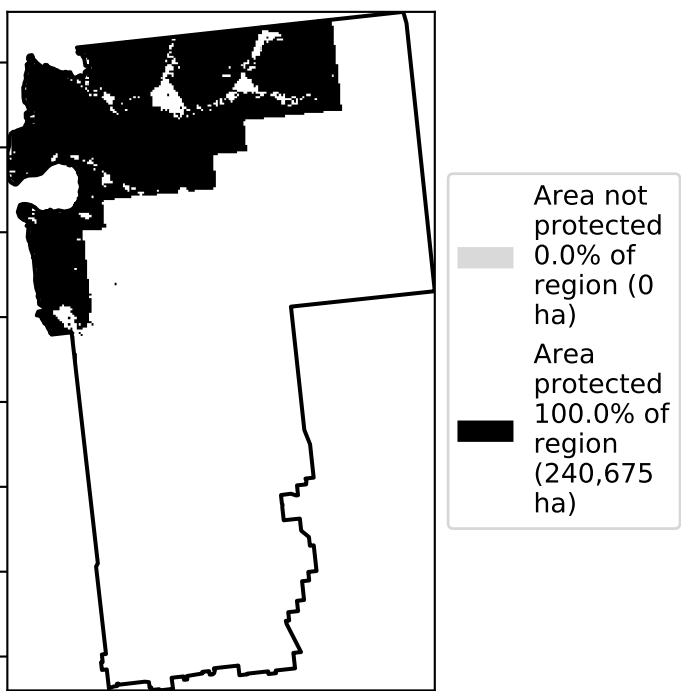 Area not
protected
0.0% of
region (0
ha)
Area
protected
100.0% of
region
(240,675
ha)